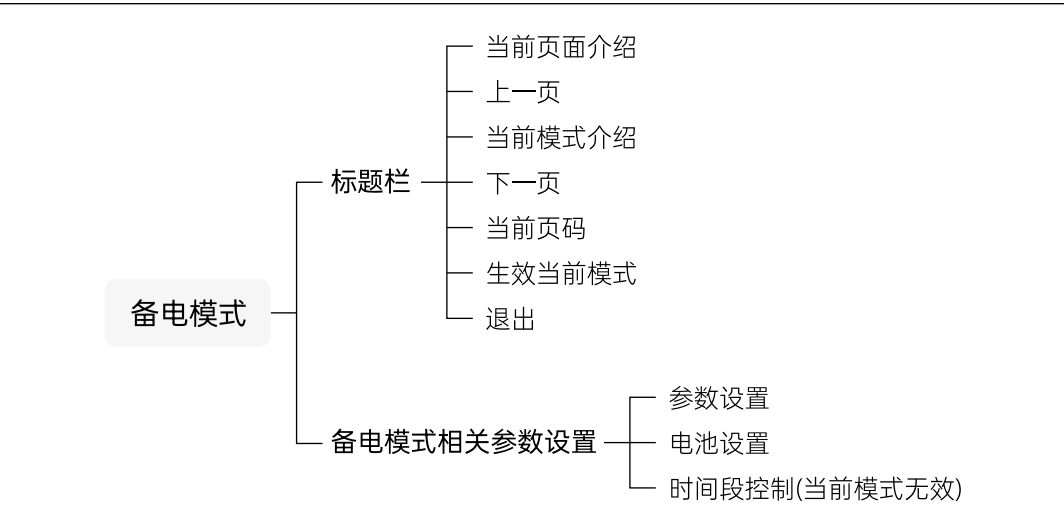 当前页面介绍
上一页
当前模式介绍
标题栏
下一页
当前页码
生效当前模式
备电模式
退出
参数设置
备电模式相关参数设置
电池设置
时间段控制(当前模式无效)